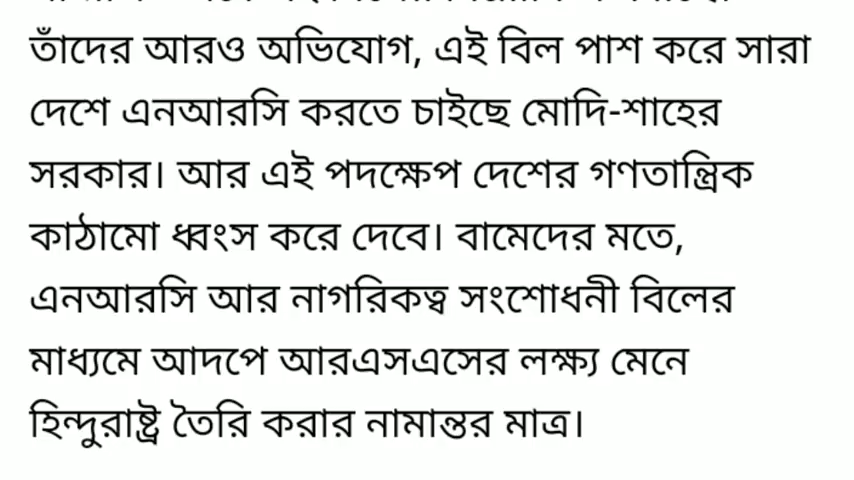 তাঁদের আরও অভিযোগ, এই বিল পাশ করে সারা
দেশে এনআরসি করতে চাইছে মোদি-শাহের
সরকার। আর এই পদক্ষেপ দেশের গণতান্ত্রিক
কাঠামো ধ্বংস করে দেবে। বামেদের মতে,
এনআরসি আর নাগরিকত্ব সংশোধনী বিলের
মাধ্যমে আদপে আরএসএসের লক্ষ্য মেনে
হিন্দুরাষ্ট্র তৈরি করার নামান্তর মাত্র।